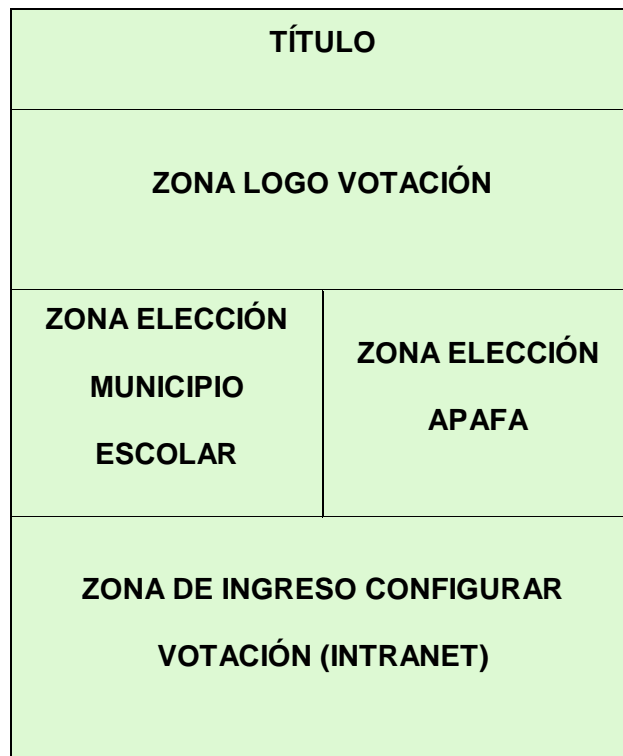 TÍTULO
ZONA LOGO VOTACIÓN
ZONA ELECCIÓN
MUNICIPIO
ESCOLAR
ZONA ELECCIÓN
APAFA
ZONA DE INGRESO CONFIGURAR
VOTACIÓN (INTRANET)